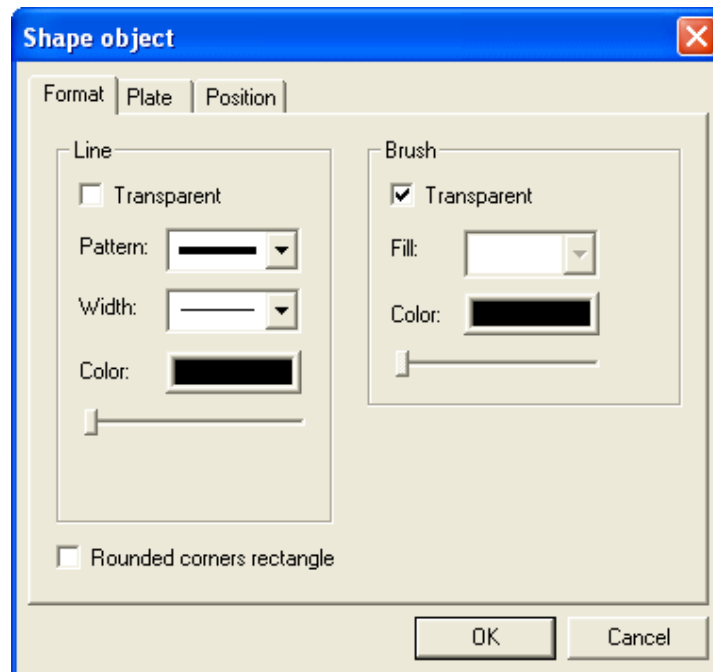 Shape object
Format Plate Position
Line
Transparent
Pattern:
Width:
Color:
Brush
Transparent
Fill:
Color:
Rounded corners rectangle
OK Cancel